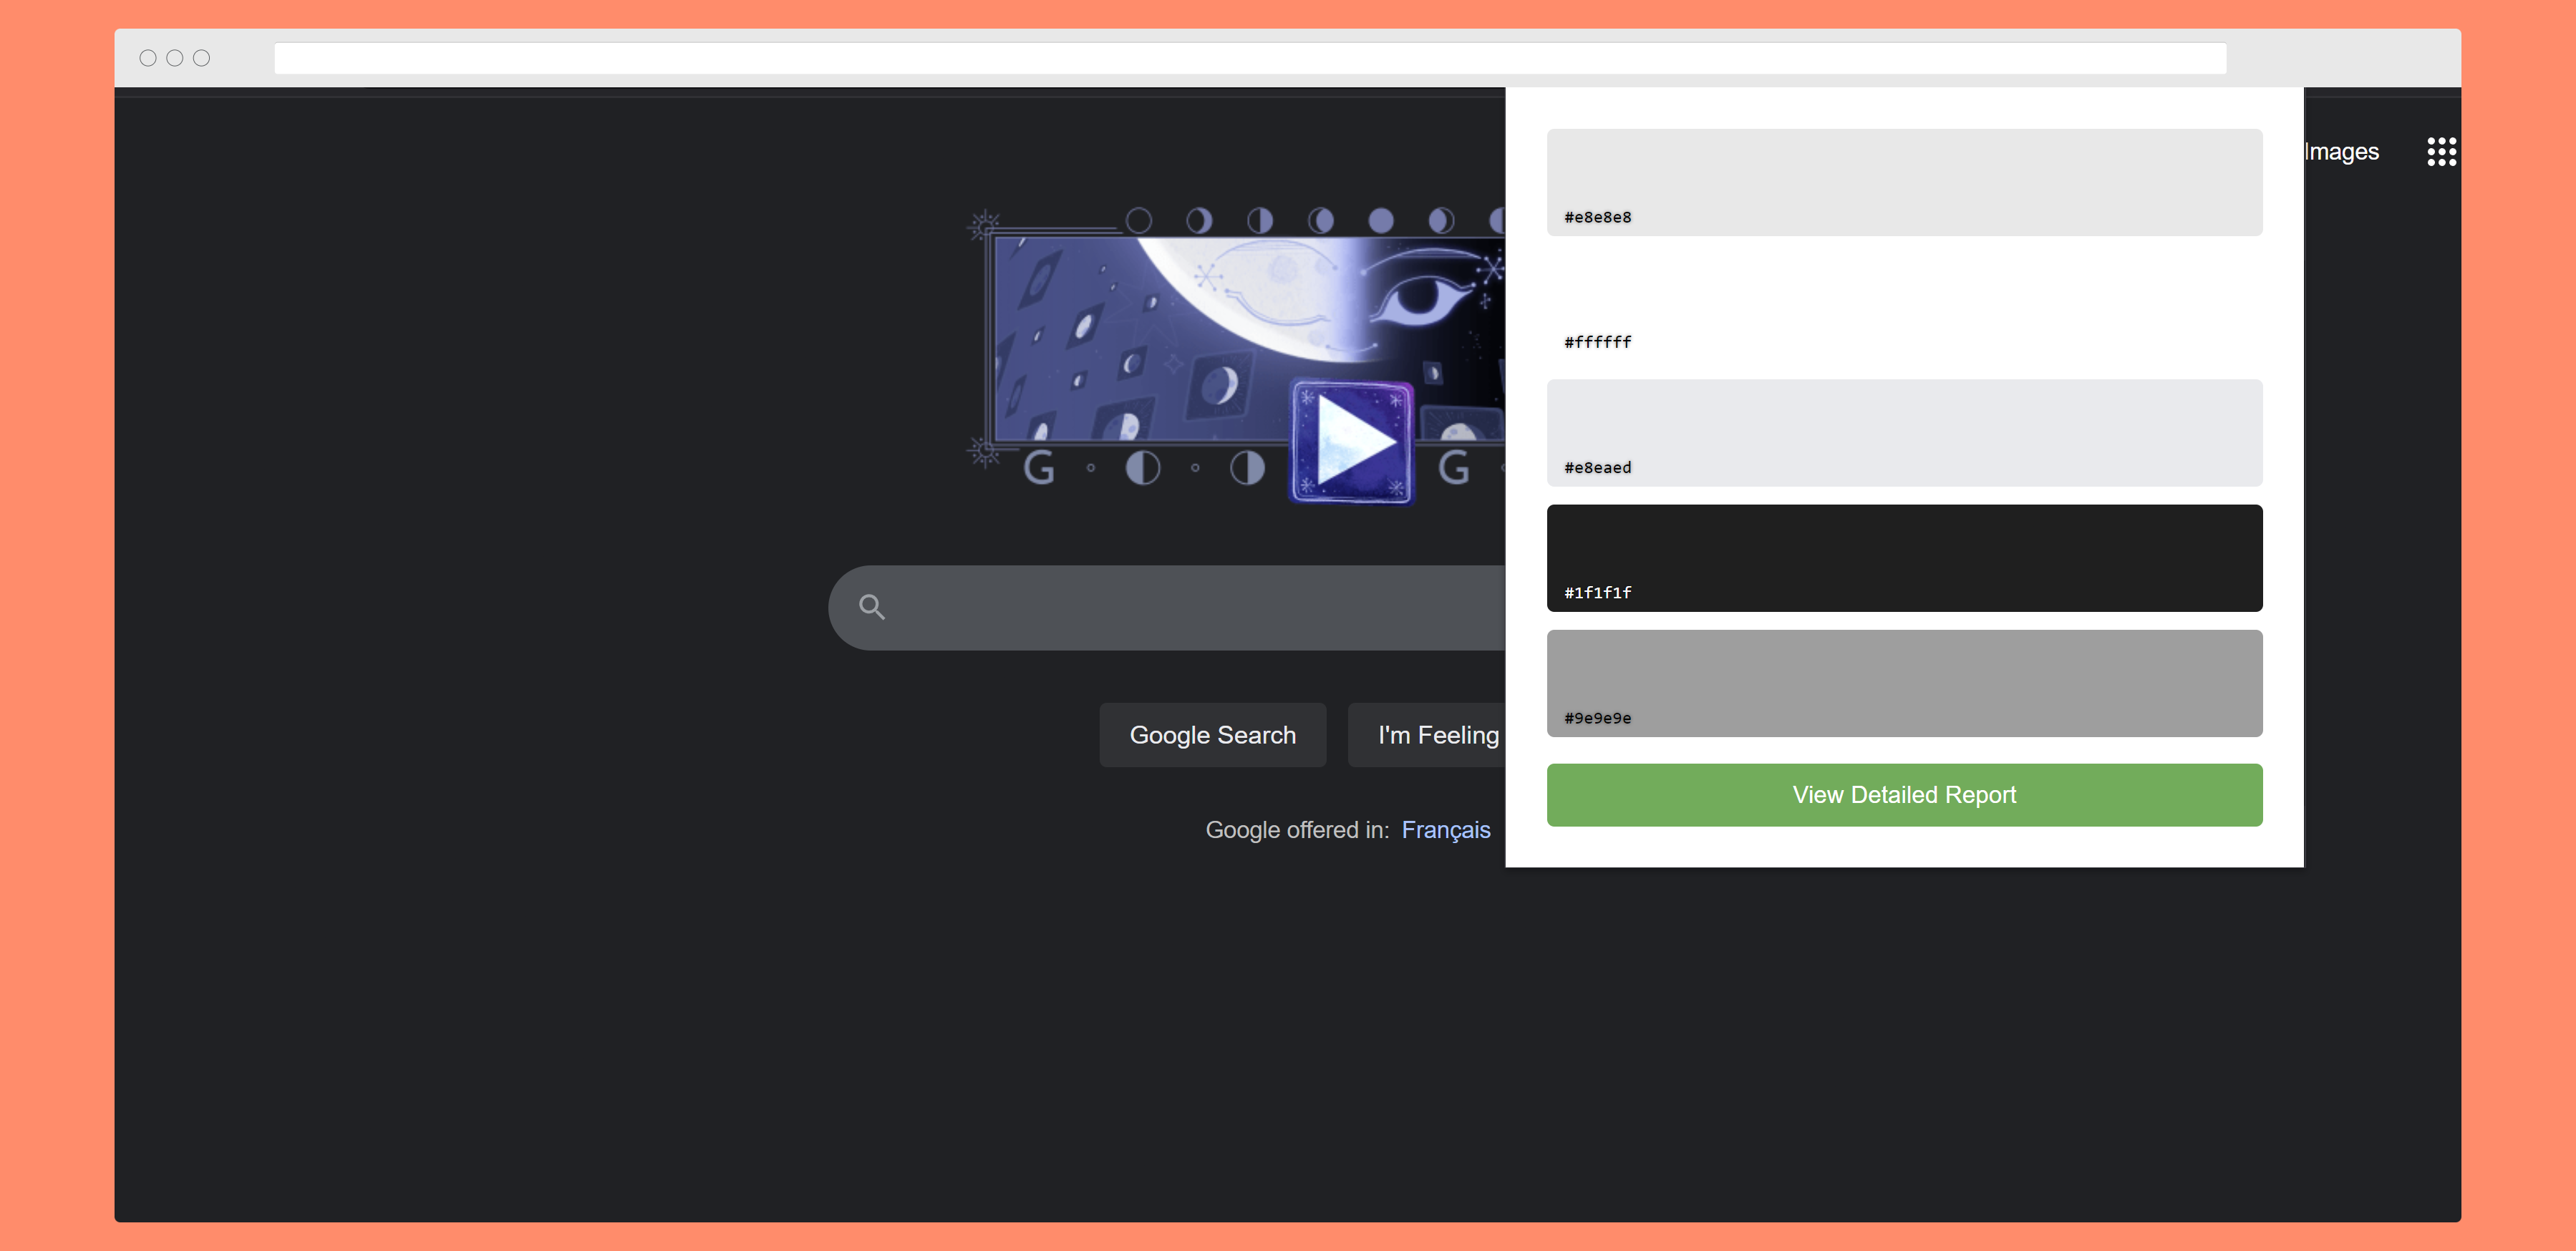 Images
#e8e8e8
#ffffff
#e8eaed
#1f1f1f
#9e9e9e
View Detailed Report
G G
Google Search
I'm Feeling
Google offered in: Français